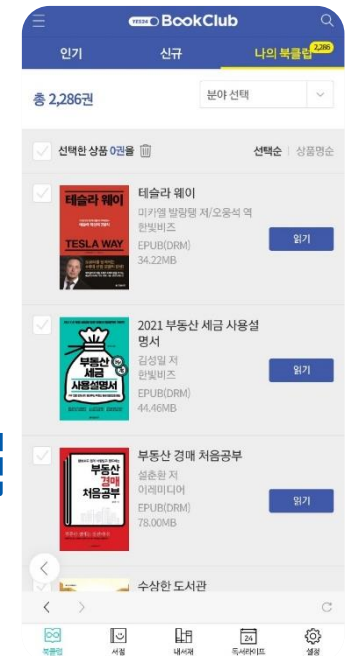 YES24 BookClub
인기 신규 나의 북클럽 2,286
총 2,286권 분야 선택
선택한 상품 0권을 선택순 | 상품명순
테슬라 웨이
TESLA WAY
테슬라 웨이
미카엘 발랑탱 저/오웅석 역
한빛비즈
EPUB(DRM)
34.22MB
읽기
부동산
세금
사용설명서
2021 부동산 세금 사용설
명서
김성일 저
한빛비즈
EPUB(DRM)
44.46MB
읽기
부동산
경매
처음공부
부동산 경매 처음공부
설춘환 저
이레미디어
EPUB(DRM)
78.00MB
읽기
수상한 도서관
북클럽 서점 내서재 24 독서라이프 설정